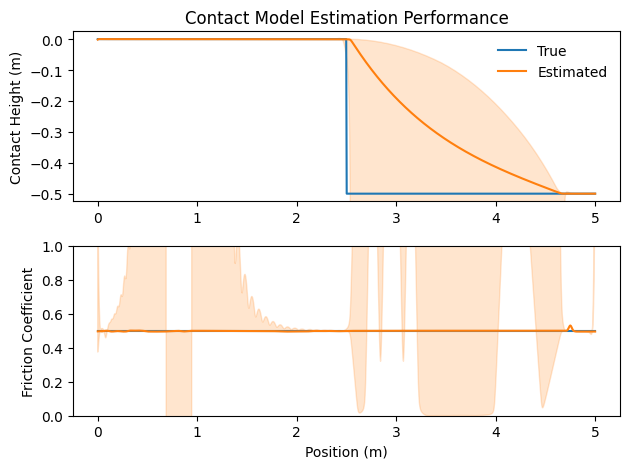 Contact Model Estimation Performance
Contact Height (m)
0.0
−0.1
−0.2
−0.3
−0.4
−0.5
True
Estimated
0 1 2 3 4 5
Friction Coefficient
1.0
0.8
0.6
0.4
0.2
0.0
0 1 2 3 4 5
Position (m)